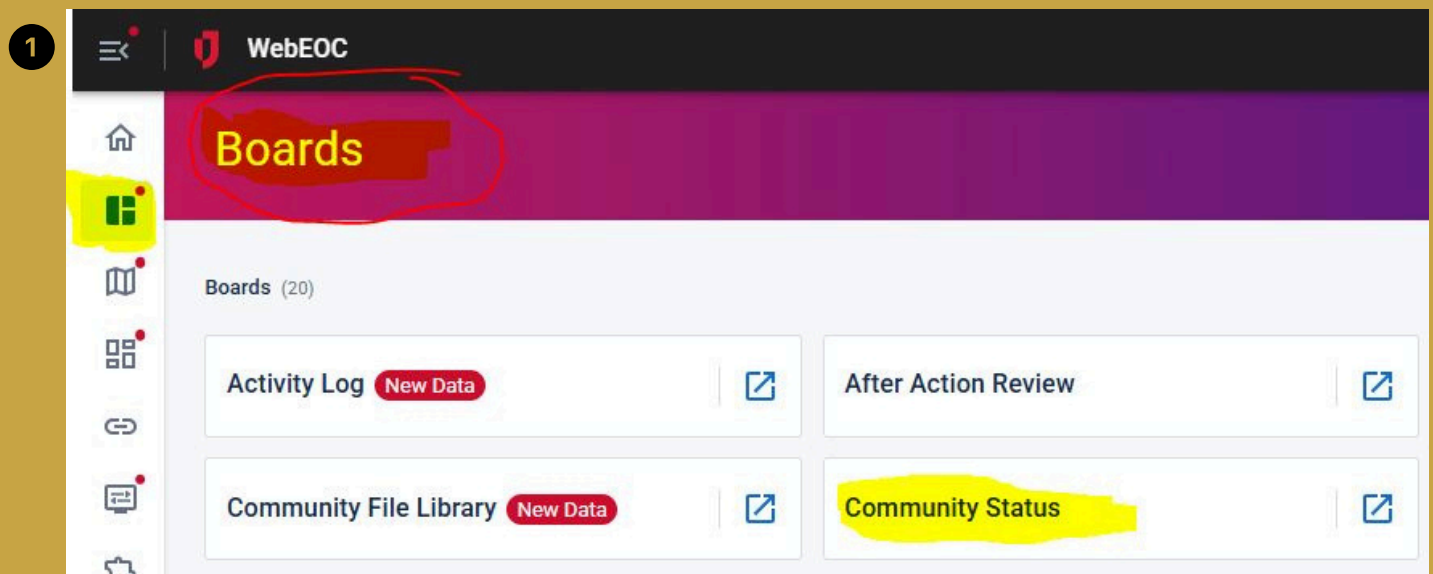 1
WebEOC
Boards
Boards (20)
Activity Log New Data
After Action Review
Community File Library New Data
Community Status